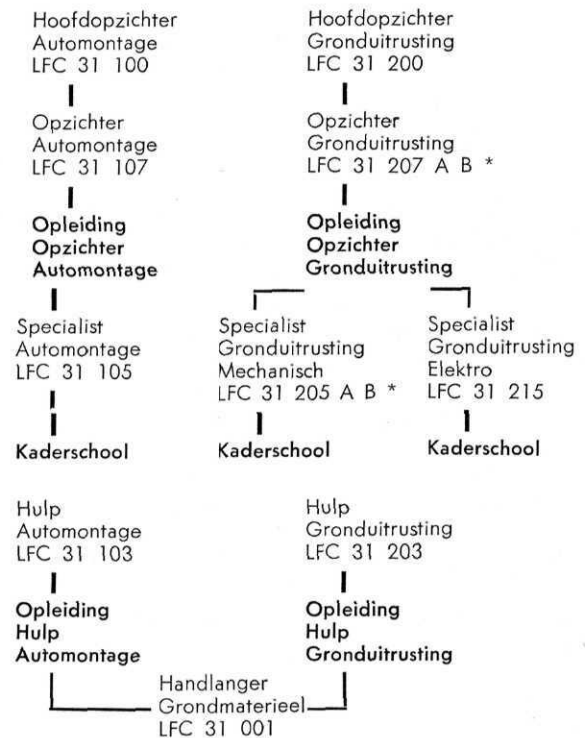 Hoofdopzichter
Automontage
LFC 31 100
Hoofdopzichter
Gronduitrusting
LFC 31 200
Opzichter
Automontage
LFC 31 107
Opzichter
Gronduitrusting
LFC 31 207 A B *
Opleiding
Opzichter
Automontage
Opleiding
Opzichter
Gronduitrusting
Specialist
Automontage
LFC 31 105
Specialist
Gronduitrusting
Mechanisch
LFC 31 205 A B *
Specialist
Gronduitrusting
Elektro
LFC 31 215
Kaderschool
Kaderschool
Kaderschool
Hulp
Automontage
LFC 31 103
Hulp
Gronduitrusting
LFC 31 203
Opleiding
Hulp
Automontage
Opleiding
Hulp
Gronduitrusting
Handlanger
Grondmaterieel
LFC 31 001